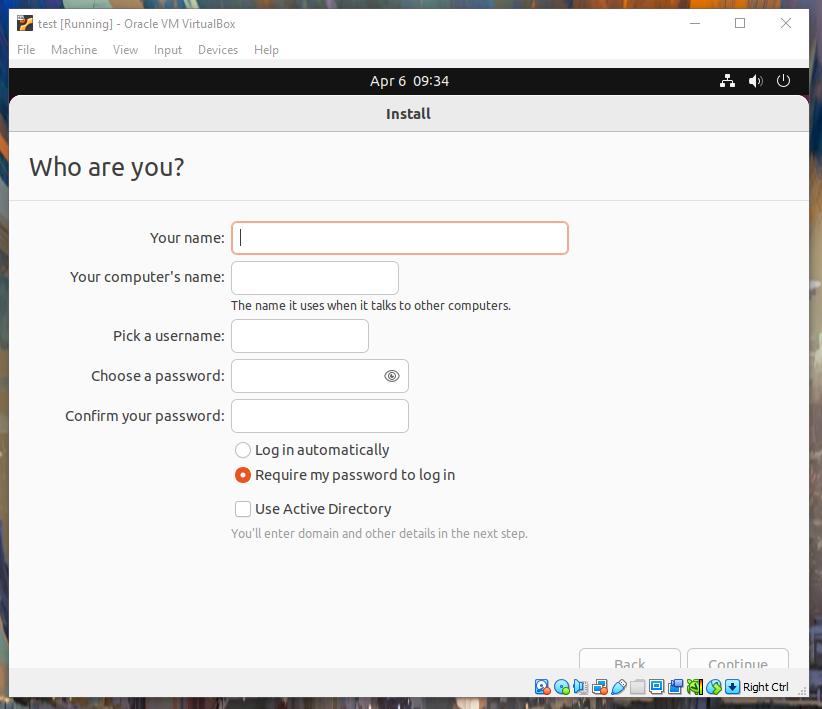 test [Running] - Oracle VM VirtualBox
File Machine View Input Devices Help
Apr 6 09:34
Install
Who are you?
Your name:
Your computer's name:
The name it uses when it talks to other computers.
Pick a username:
Choose a password:
Confirm your password:
Log in automatically
Require my password to log in
Use Active Directory
You'll enter domain and other details in the next step.
Back Continue
Right Ctrl